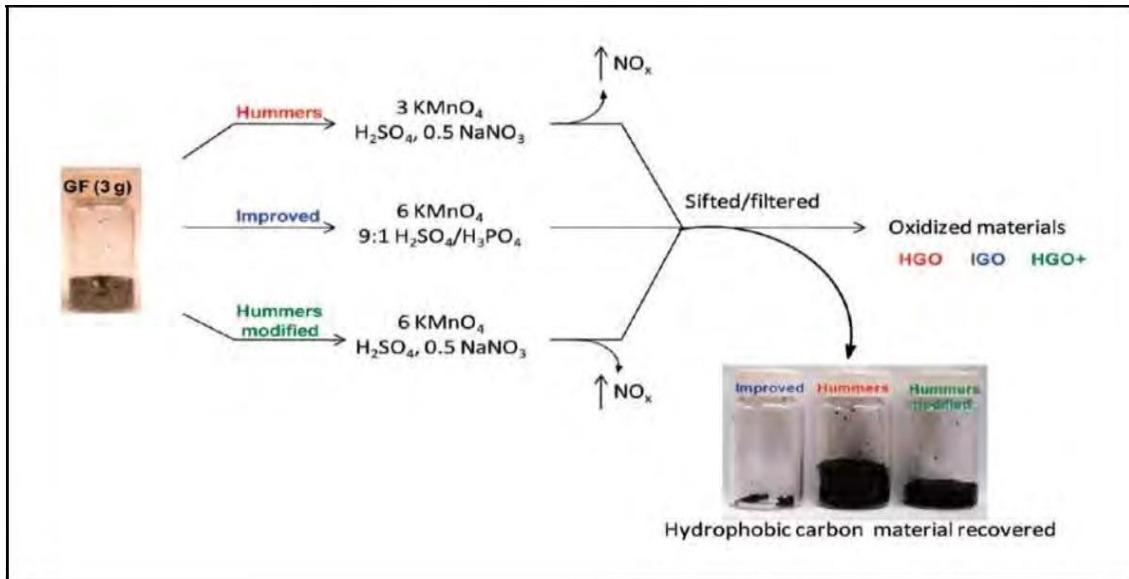 ↑ NOₓ
Hummers
3 KMnO₄
H₂SO₄, 0.5 NaNO₃
GF (3 g)
Improved
6 KMnO₄
9:1 H₂SO₄/H₃PO₄
Sifted/filtered
Oxidized materials
HGO IGO HGO+
Hummers
modified
6 KMnO₄
H₂SO₄, 0.5 NaNO₃
↑ NOₓ
Improved
Hummers
Hummers
modified
Hydrophobic carbon material recovered